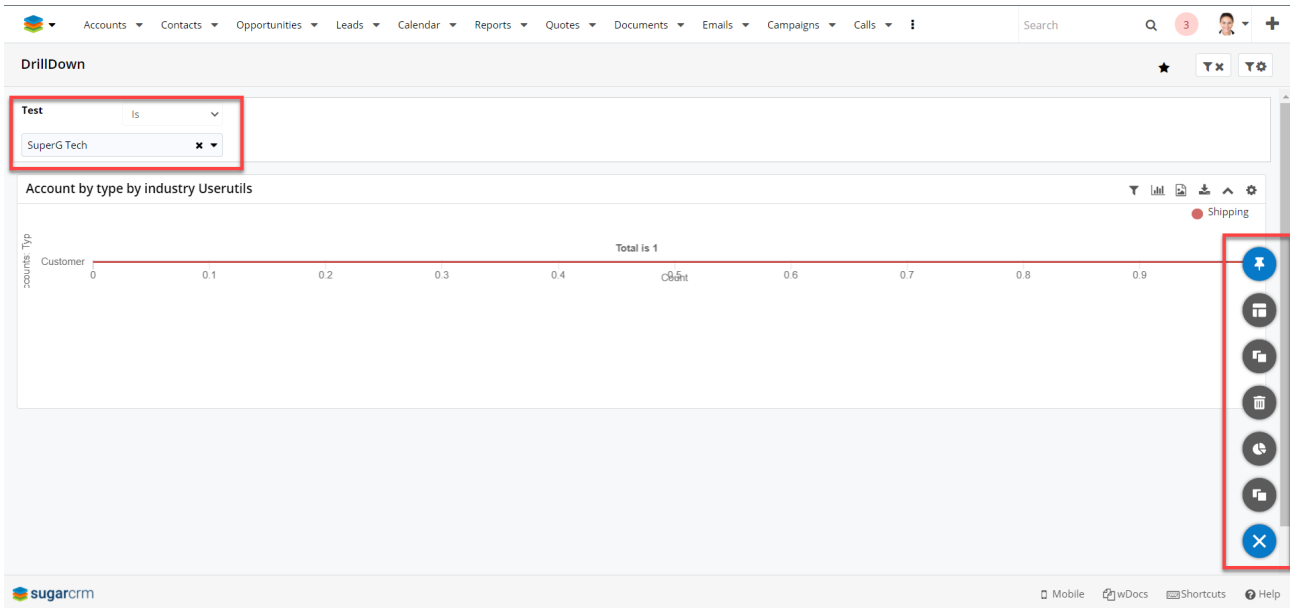 Accounts Contacts Opportunities Leads Calendar Reports Quotes Documents Emails Campaigns Calls Search 3
DrillDown
Test Is
SuperG Tech
Account by type by industry Userutils
Shipping
Total is 1
Customer
0 0.1 0.2 0.3 0.4 0.5 0.6 0.7 0.8 0.9
Count
ccounts: Typ
sugarcrm Mobile wDocs Shortcuts Help